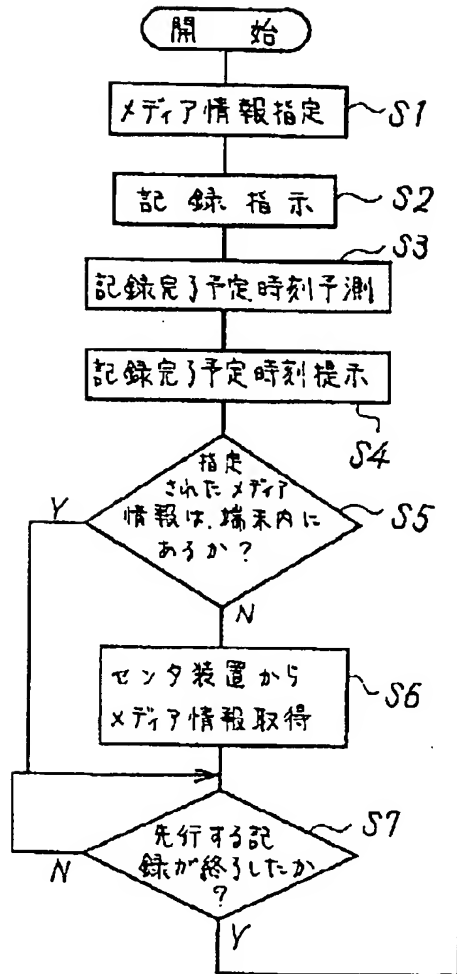 開始
メディア情報指定
S1
記録指示
S2
S3
記録完了予定時刻予測
記録完了予定時刻提示
S4
指定
されたメディア
情報は、端末内に
あるか？
Y
S5
N
センタ装置から
メディア情報取得
S6
先行する記
録が終了したか
？
S7
N
Y